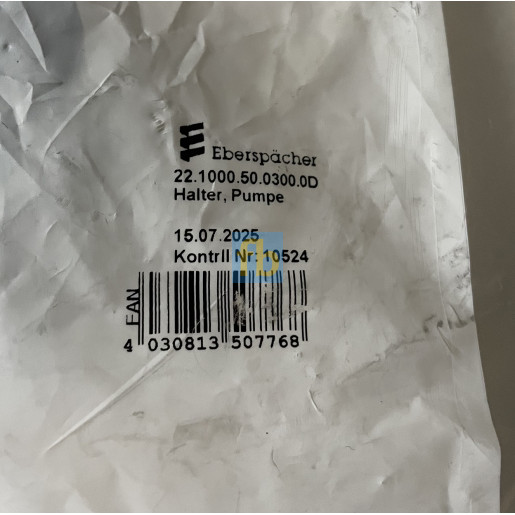 Eberspächer
22.1000.50.0300.0D
Halter, Pumpe
15.07.2025
Kontrll Nr: 10524
EAN
4 030813 507768